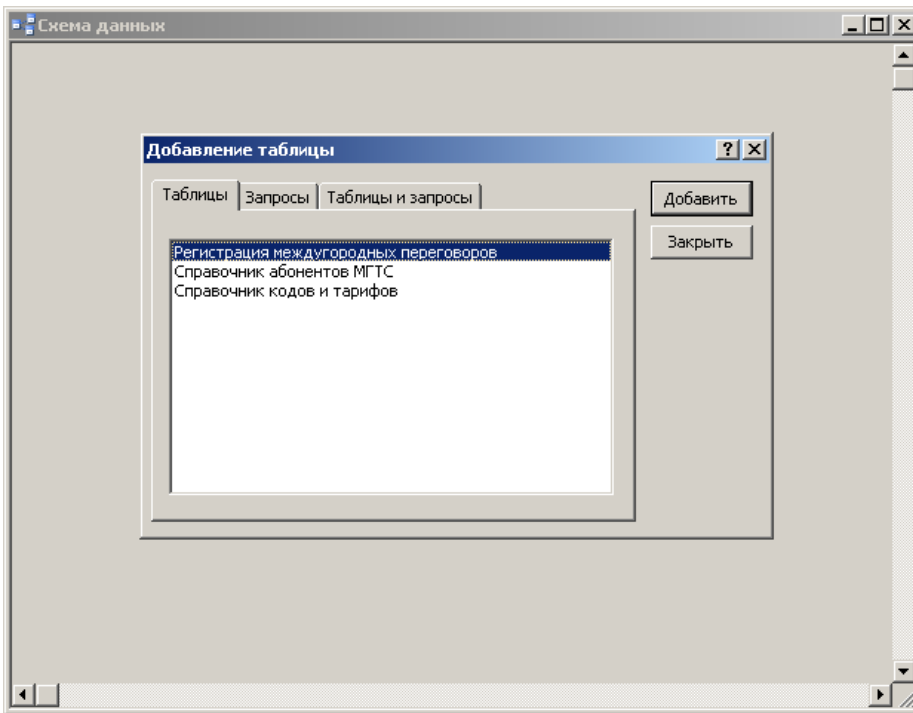 Схема данных
Добавление таблицы
Таблицы Запросы Таблицы и запросы
Добавить
Закрыть
Регистрация междугородных переговоров
Справочник абонентов МГТС
Справочник кодов и тарифов